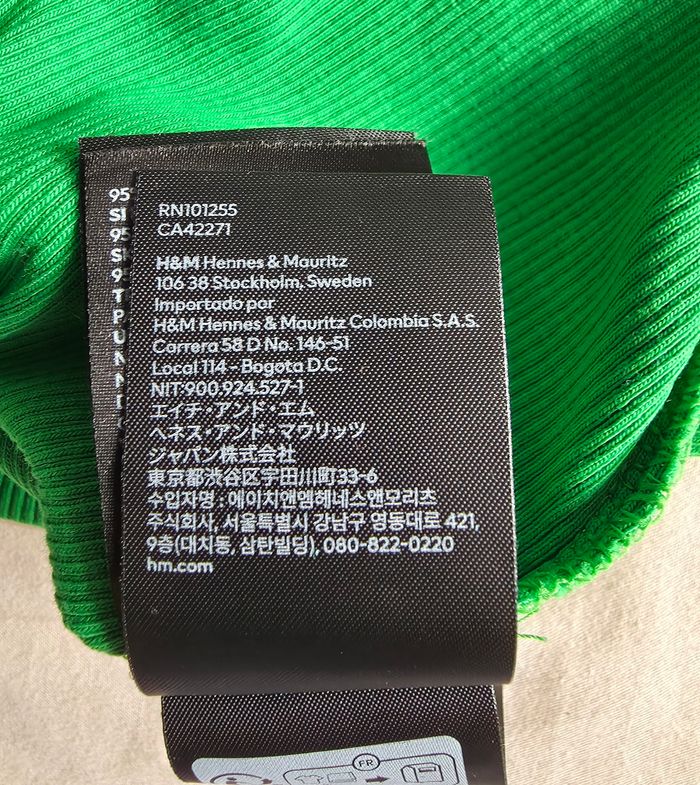 RN101255
CA42271
H&M Hennes & Mauritz
106 38 Stockholm, Sweden
Importado por
H&M Hennes & Mauritz Colombia S.A.S.
Carrera 58 D No. 146-51
Local 114 - Bogota D.C.
NIT:900.924.527-1
エイチ・アンド・エム
ヘネス・アンド・マウリッツ
ジャパン株式会社
東京都渋谷区宇田川町33-6
수입자명 : 에이치앤엠헤네스앤모리츠
주식회사, 서울특별시 강남구 영동대로 421,
9층(대치동, 삼탄빌딩), 080-822-0220
hm.com
FR